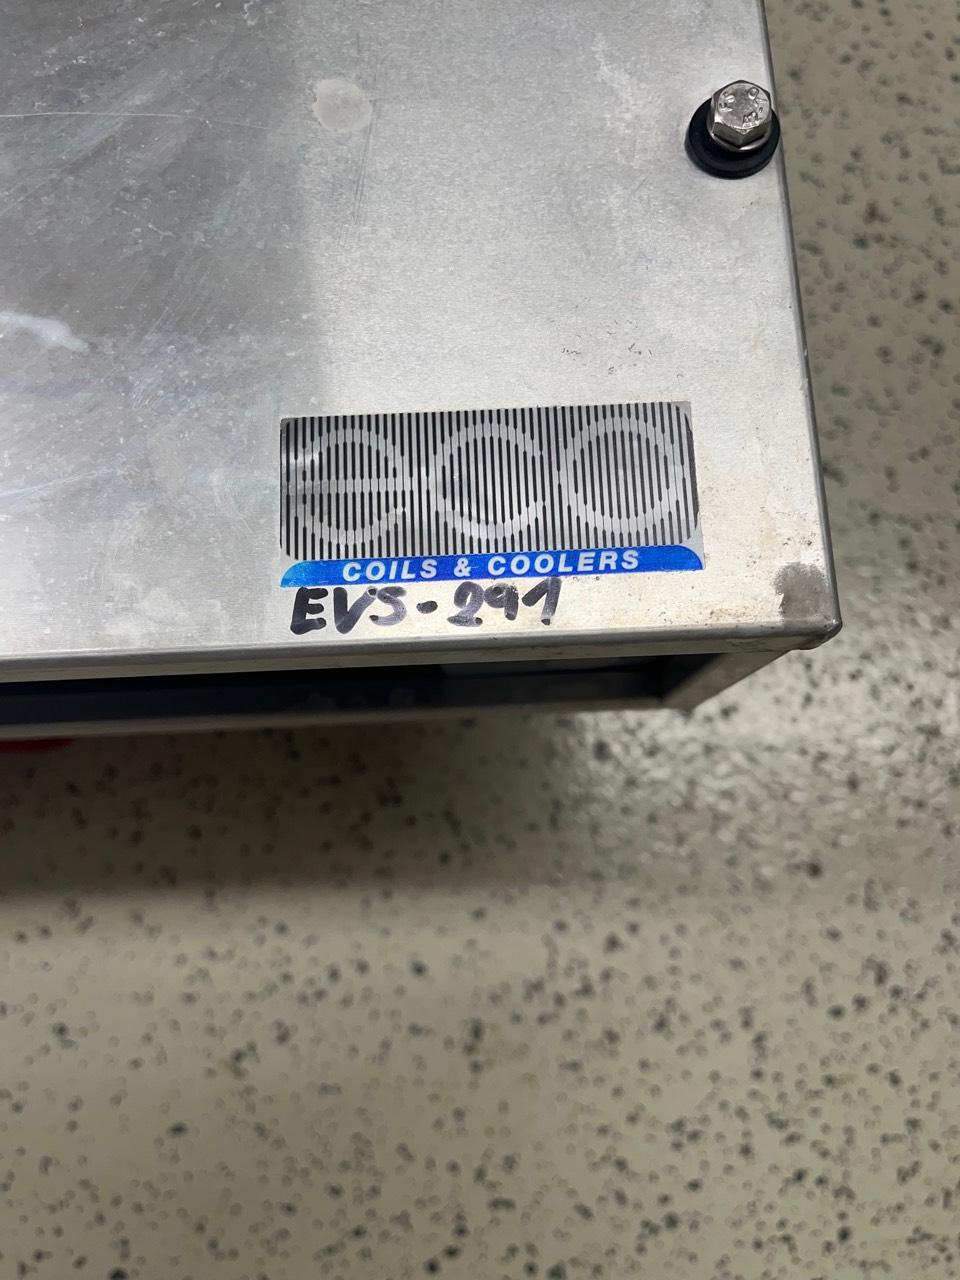 eco
COILS & COOLERS
EVS-291